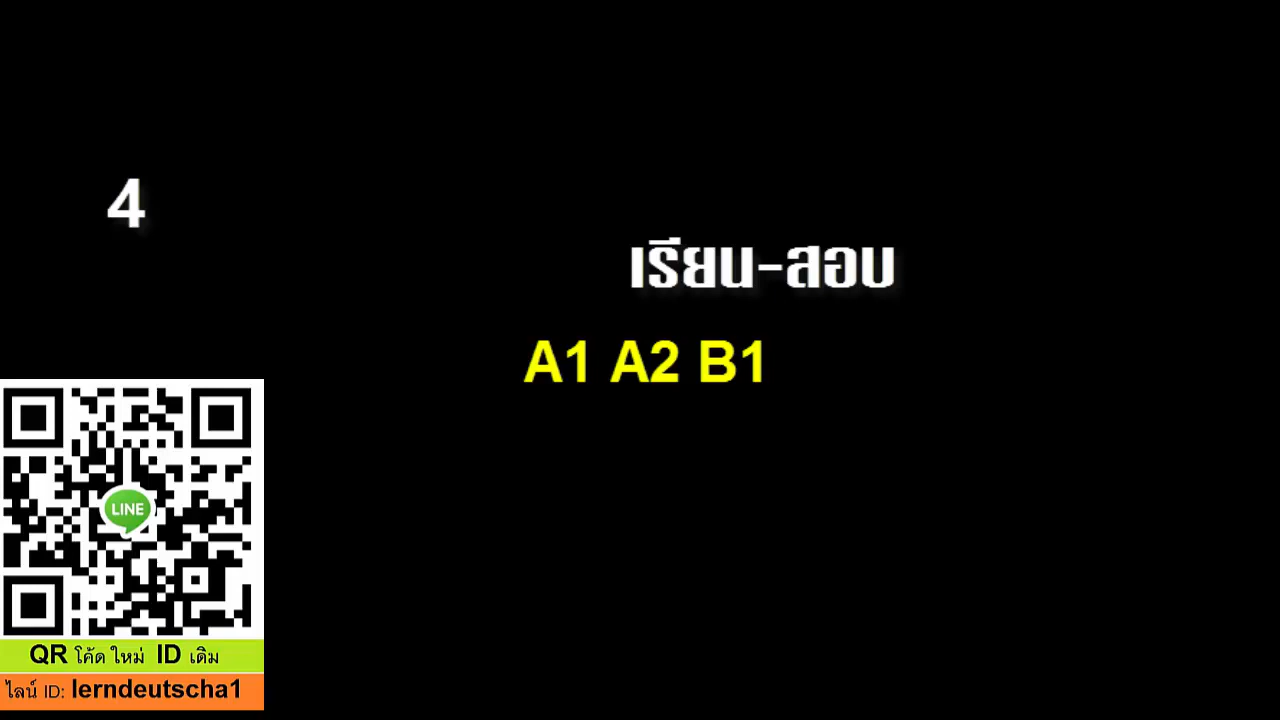 4
เรียน-สอบ
A1 A2 B1
LINE
QR โค้ด ใหม่ ID เดิม
ไลน์ ID: lerndeutscha1